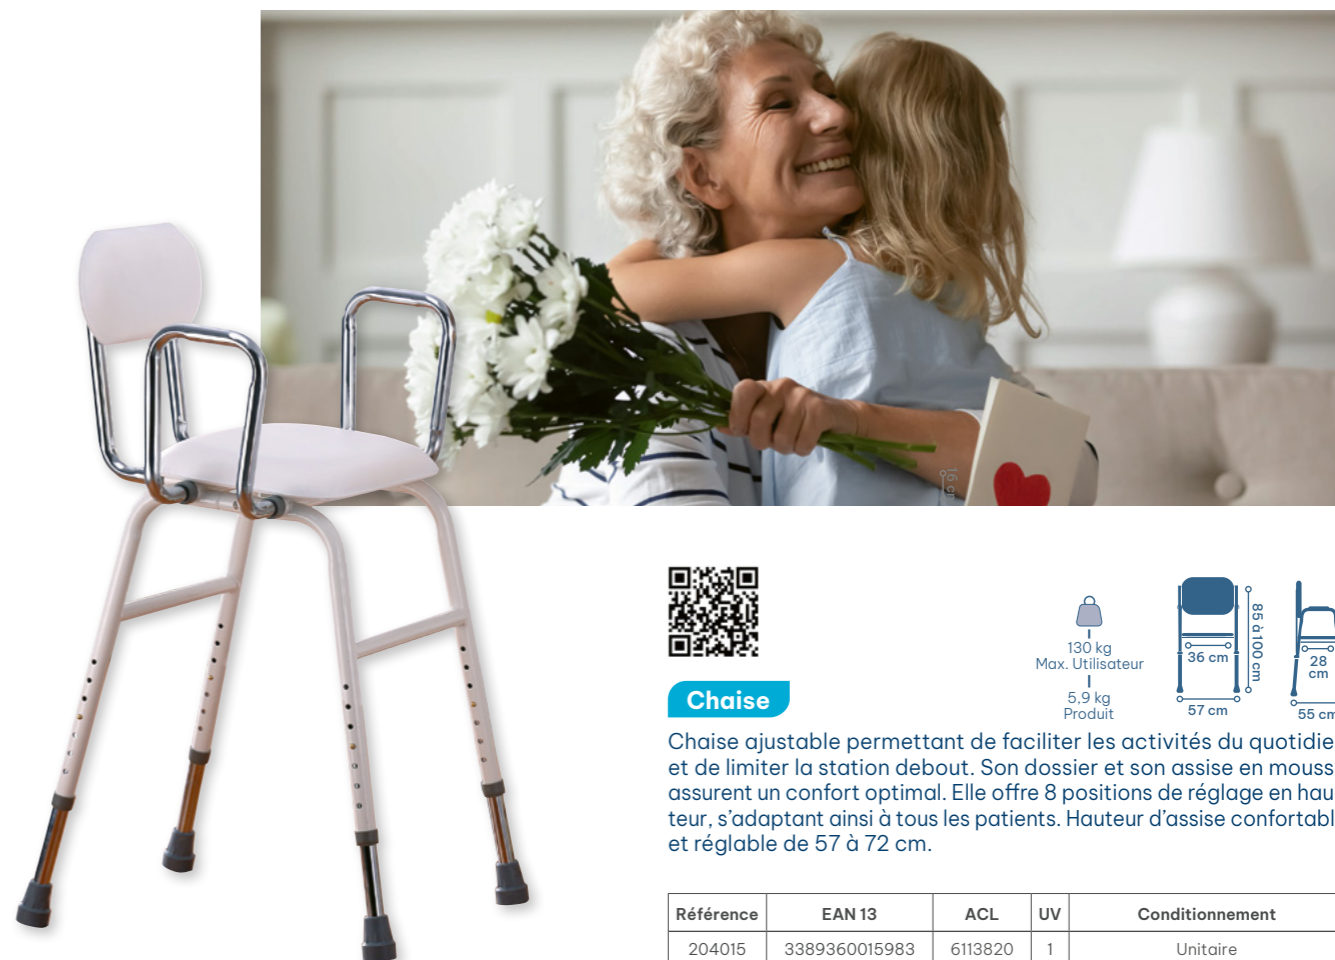 16 c
130 kg
Max. Utilisateur
5,9 kg
Produit
36 cm
85 à 100 cm
57 cm
28
cm
55 cm
Chaise
Chaise ajustable permettant de faciliter les activités du quotidie
et de limiter la station debout. Son dossier et son assise en mouss
assurent un confort optimal. Elle offre 8 positions de réglage en hau
teur, s’adaptant ainsi à tous les patients. Hauteur d’assise confortabl
et réglable de 57 à 72 cm.
Référence EAN 13 ACL UV Conditionnement
204015 3389360015983 6113820 1 Unitaire